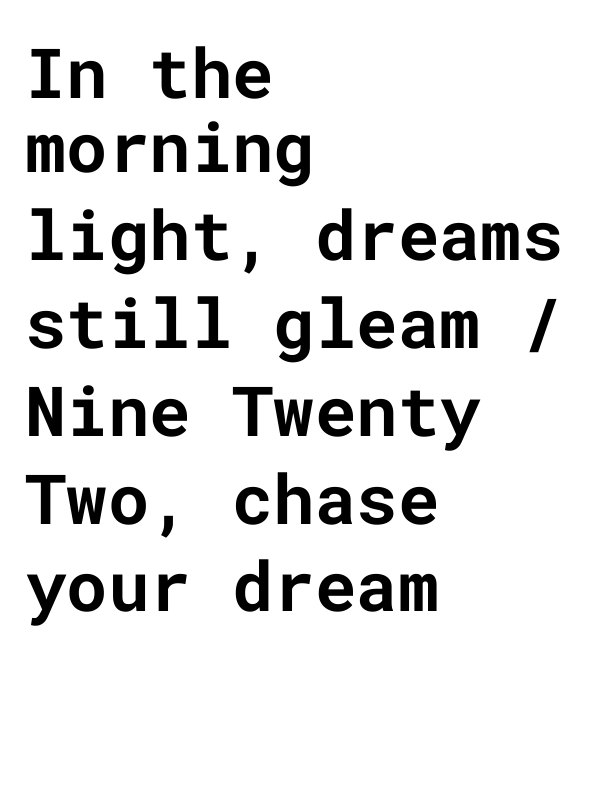 In the
morning
light, dreams
still gleam /
Nine Twenty
Two, chase
your dream